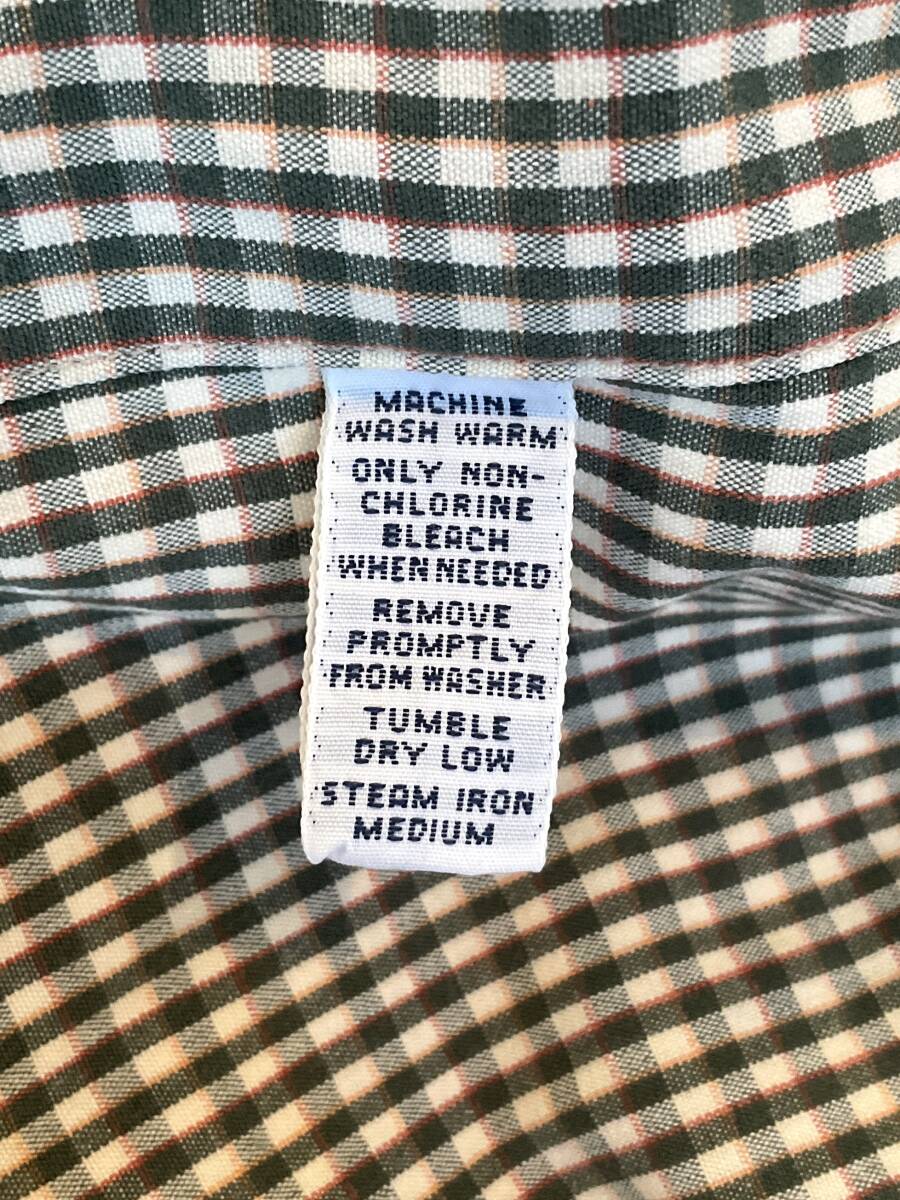 MACHINE
WASH WARM
ONLY NON-
CHLORINE
BLEACH
WHEN NEEDED
REMOVE
PROMPTLY
FROM WASHER
TUMBLE
DRY LOW
STEAM IRON
MEDIUM